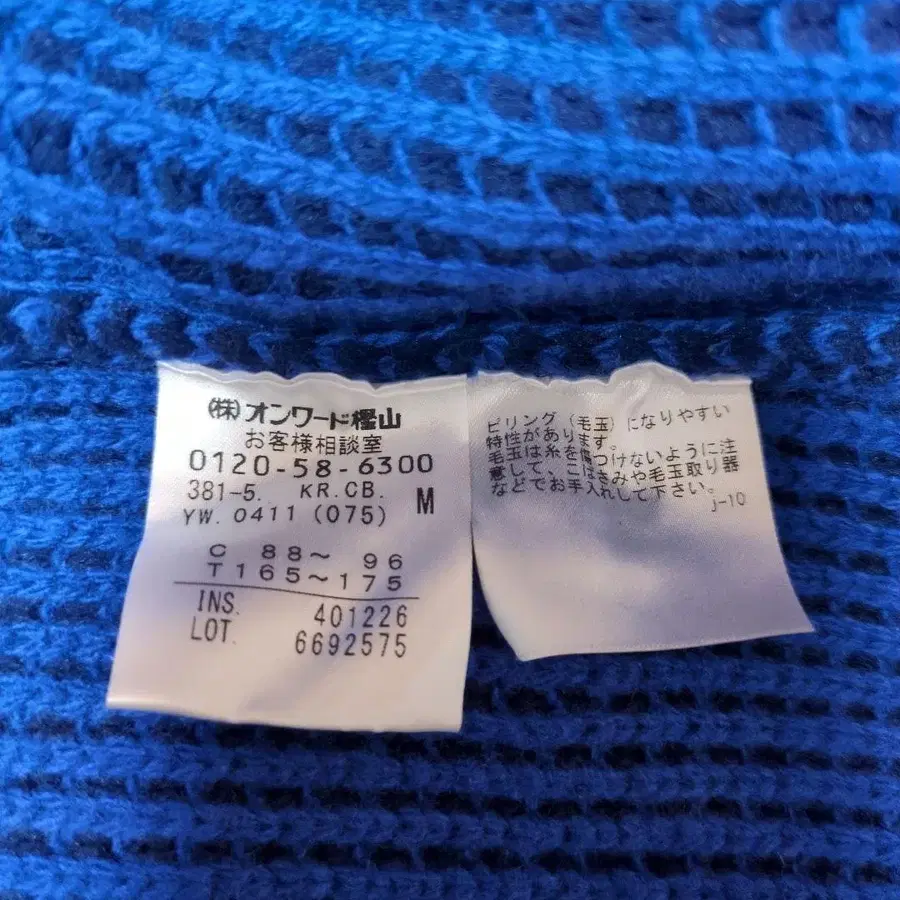 (株)オンワード樫山
お客様相談室
0120-58-6300
381-5. KR.CB. M
YW. 0411 (075)
C 88〜 96
T 165〜175
INS. 401226
LOT. 6692575
ピリング(毛玉)になりやすい
特性があります。
毛玉は糸を傷つけないように注
意して、こばさみや毛玉取り器
などでお手入れして下さい。
j-10